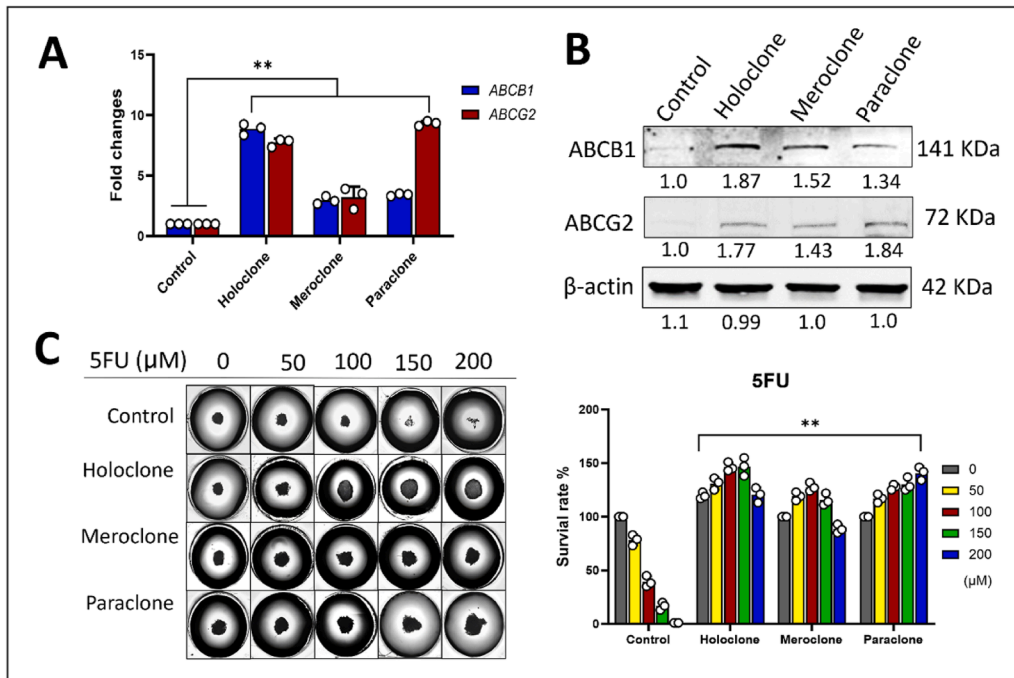 A
15
10
5
0
Fold changes
**
ABCB1
ABCG2
Control
Holoclone
Meroclone
Paraclone
B
Control
Holoclone
Meroclone
Paraclone
ABCB1
141 KDa
1.0 1.87 1.52 1.34
ABCG2
72 KDa
1.0 1.77 1.43 1.84
β-actin
42 KDa
1.1 0.99 1.0 1.0
C
5FU (µM) 0 50 100 150 200
Control
Holoclone
Meroclone
Paraclone
5FU
200
150
100
50
0
Survial rate %
**
Control Holoclone Meroclone Paraclone
0
50
100
150
200
(µM)